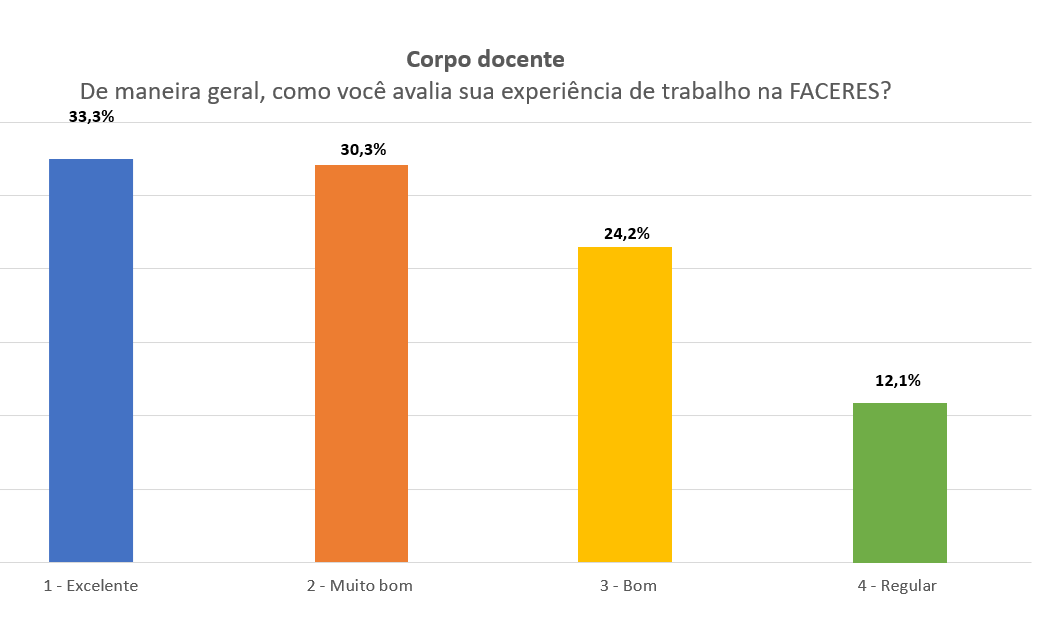 Corpo docente
De maneira geral, como você avalia sua experiência de trabalho na FACERES?
33,3%
30,3%
24,2%
12,1%
1 - Excelente
2 - Muito bom
3 - Bom
4 - Regular